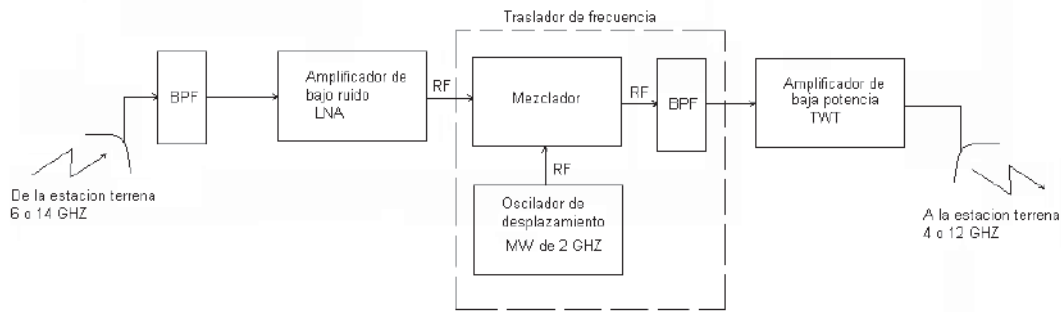 Traslador de frecuencia
BPF
Amplificador de
bajo ruido
LNA
RF
Mezclador
RF
BPF
Amplificador de
baja potencia
TWT
RF
Oscilador de
desplazamiento
MW de 2 GHZ
De la estacion terrena
6 o 14 GHZ
A la estacion terrena
4 o 12 GHZ